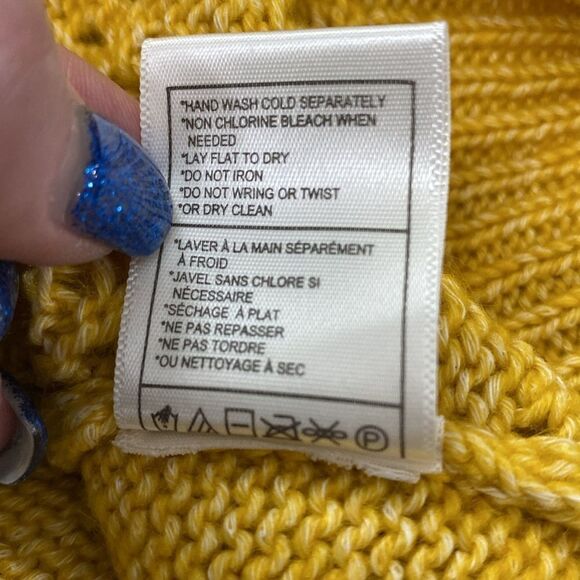 *HAND WASH COLD SEPARATELY
*NON CHLORINE BLEACH WHEN
NEEDED
*LAY FLAT TO DRY
*DO NOT IRON
*DO NOT WRING OR TWIST
*OR DRY CLEAN
*LAVER À LA MAIN SÉPARÉMENT
À FROID
*JAVEL SANS CHLORE SI
NÉCESSAIRE
*SÉCHAGE À PLAT
*NE PAS REPASSER
*NE PAS TORDRE
*OU NETTOYAGE À SEC
P